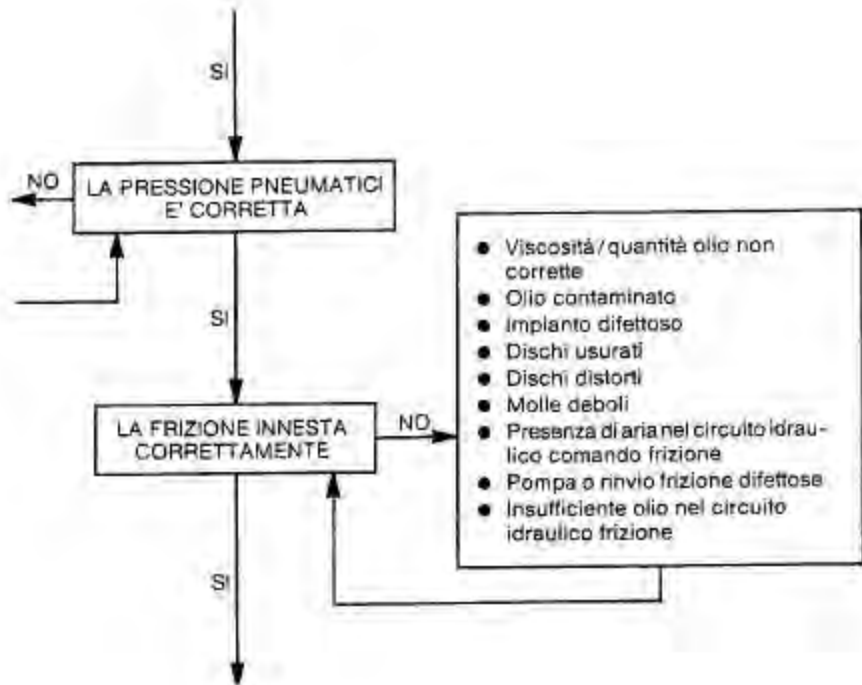 SI
NO
LA PRESSIONE PNEUMATICI
E' CORRETTA
SI
LA FRIZIONE INNESTA
CORRETTAMENTE
NO
● Viscosità/quantità olio non
corrette
● Olio contaminato
● Impianto difettoso
● Dischi usurati
● Dischi distorti
● Molle deboli
● Presenza di aria nel circuito idrau-
lico comando frizione
● Pompa o rinvio frizione difettose
● Insufficiente olio nel circuito
idraulico frizione
SI